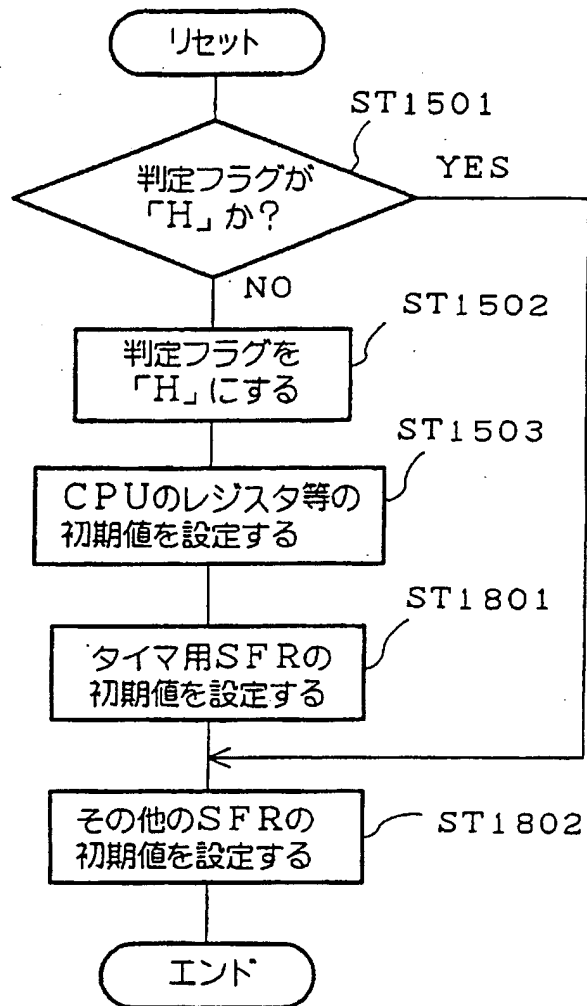 リセット
ST1501
判定フラグが
「H」か?
YES
NO
ST1502
判定フラグを
「H」にする
ST1503
CPUのレジスタ等の
初期値を設定する
ST1801
タイマ用SFRの
初期値を設定する
その他のSFRの
初期値を設定する
ST1802
エンド